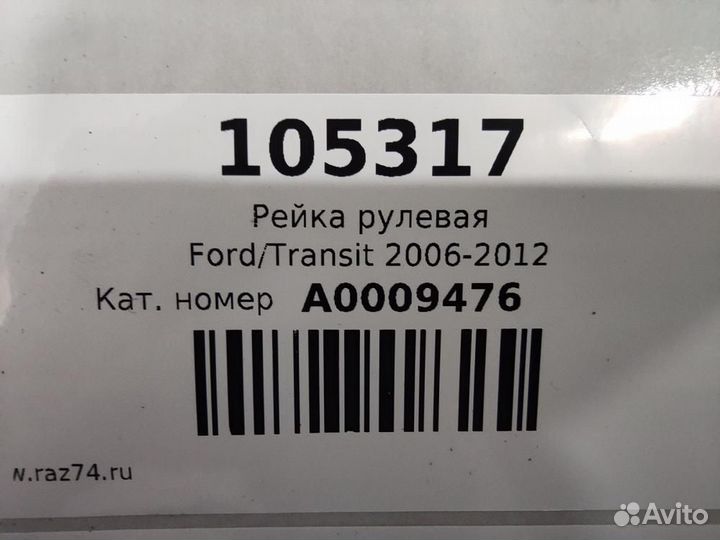 105317
Рейка рулевая
Ford/Transit 2006-2012
Кат. номер A0009476
w.raz74.ru
Avito